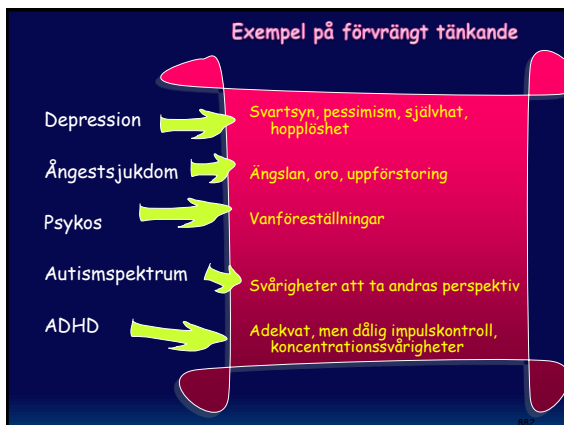 Exempel på förvrängt tänkande
Depression
Svartsyn, pessimism, självhat,
hopplöshet
Ångestsjukdom
Ängslan, oro, uppförstoring
Psykos
Vanföreställningar
Autismspektrum
Svårigheter att ta andras perspektiv
ADHD
Adekvat, men dålig impulskontroll,
koncentrationssvårigheter